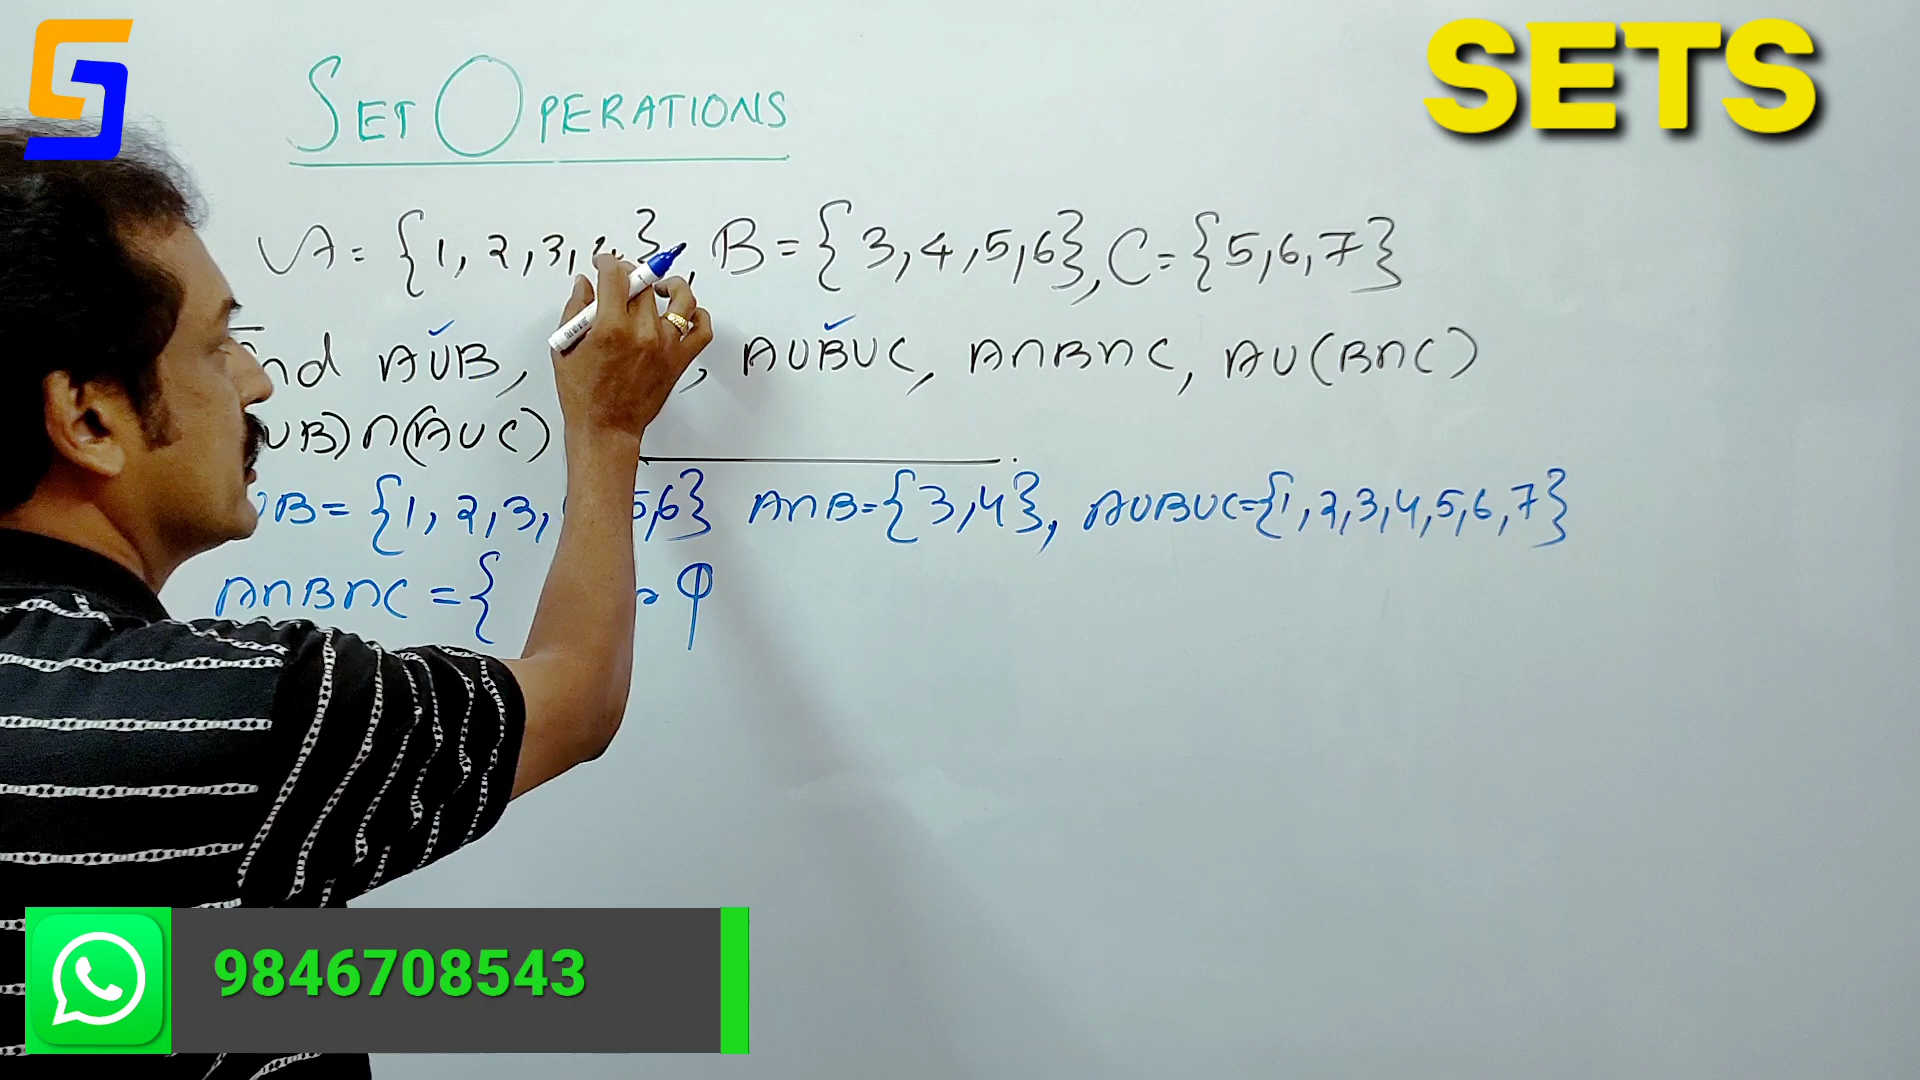 SETS
SET OPERATIONS
A = {1, 2, 3, 4}, B = {3, 4, 5, 6}, C = {5, 6, 7}
nd A∪B, , A∪B∪C, A∩B∩C, A∪(B∩C)
∪B)∩(A∪C)
∪B = {1, 2, 3, 5, 6} A∩B = {3, 4}, A∪B∪C = {1, 2, 3, 4, 5, 6, 7}
A∩B∩C = { φ
9846708543